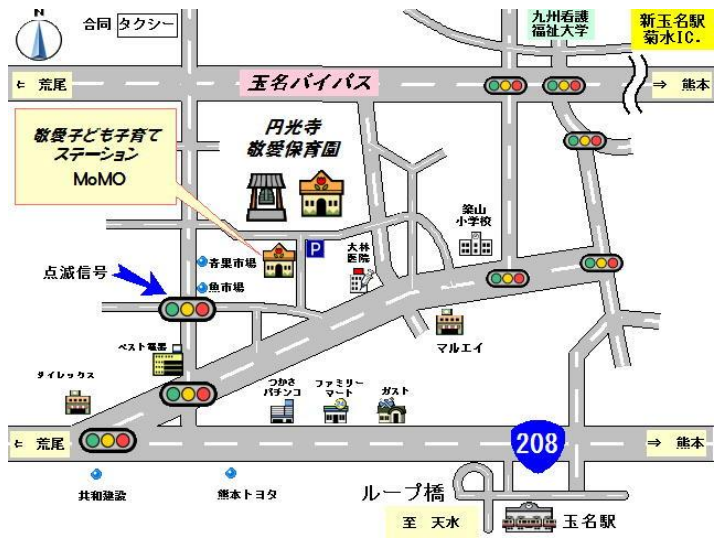 N
合同 タクシー
九州看護
福祉大学
新玉名駅
菊水IC.
⇐ 荒尾
玉名バイパス
⇒ 熊本
敬愛子ども子育て
ステーション
MoMO
円光寺
敬愛保育園
築山
小学校
P
大林
医院
青果市場
点滅信号
魚市場
マルエイ
ベスト電器
ダイレックス
つかさ
パチンコ
ファミリー
マート
ガスト
⇐ 荒尾
208
⇒ 熊本
共和建設
熊本トヨタ
ループ橋
至 天水
玉名駅